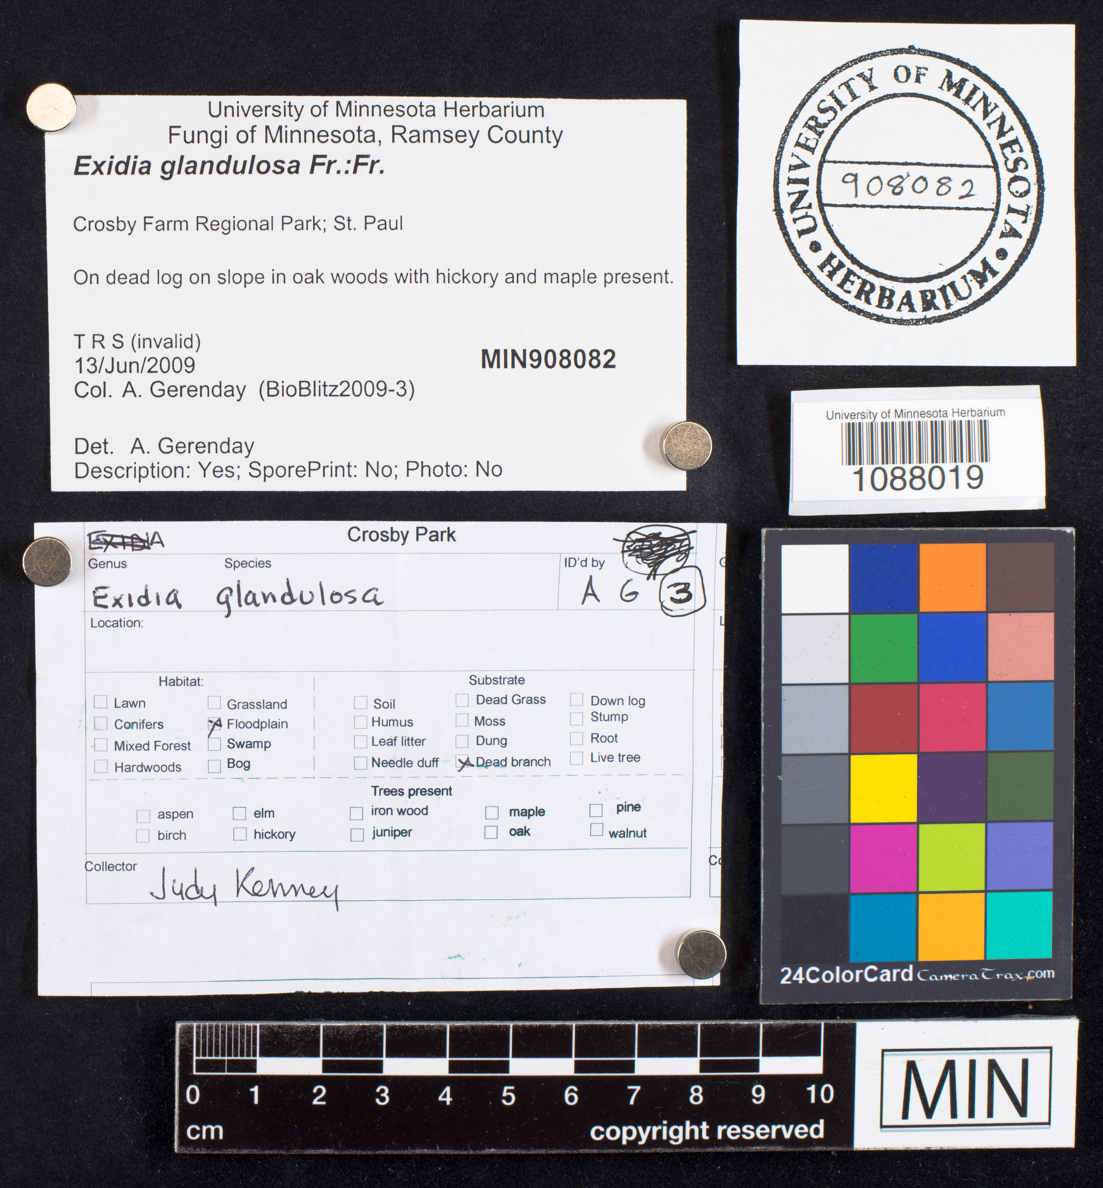 University of Minnesota Herbarium
Fungi of Minnesota, Ramsey County
Exidia glandulosa Fr.:Fr.
Crosby Farm Regional Park; St. Paul
On dead log on slope in oak woods with hickory and maple present.
T R S (invalid)
13/Jun/2009
MIN908082
Col. A. Gerenday (BioBlitz2009-3)
Det. A. Gerenday
Description: Yes; SporePrint: No; Photo: No
UNIVERSITY OF MINNESOTA
908082
• HERBARIUM •
University of Minnesota Herbarium
1088019
EXIDIA
Crosby Park
Genus Species ID'd by
Exidia glandulosa A G 3
Location:
Habitat: Substrate
Lawn Grassland Soil Dead Grass Down log
Conifers Floodplain Humus Moss Stump
Mixed Forest Swamp Leaf litter Dung Root
Hardwoods Bog Needle duff Dead branch Live tree
Trees present
aspen elm iron wood maple pine
birch hickory juniper oak walnut
Collector
Judy Kenney
Co
24ColorCard CameraTrax.com
0 1 2 3 4 5 6 7 8 9 10
cm copyright reserved
MIN